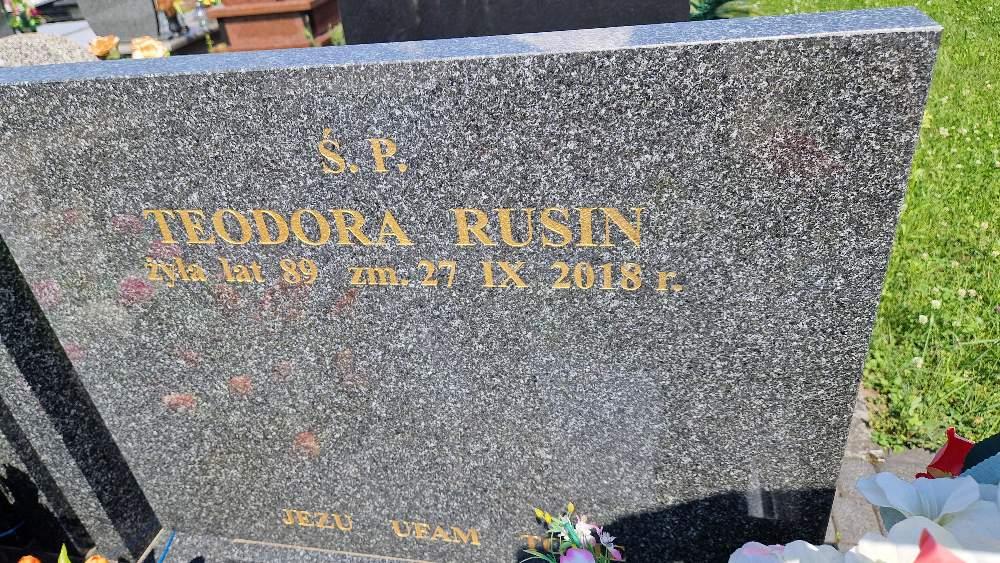 Ś. P.
TEODORA RUSIN
żyła lat 89 zm. 27 IX 2018 r.
JEZU UFAM